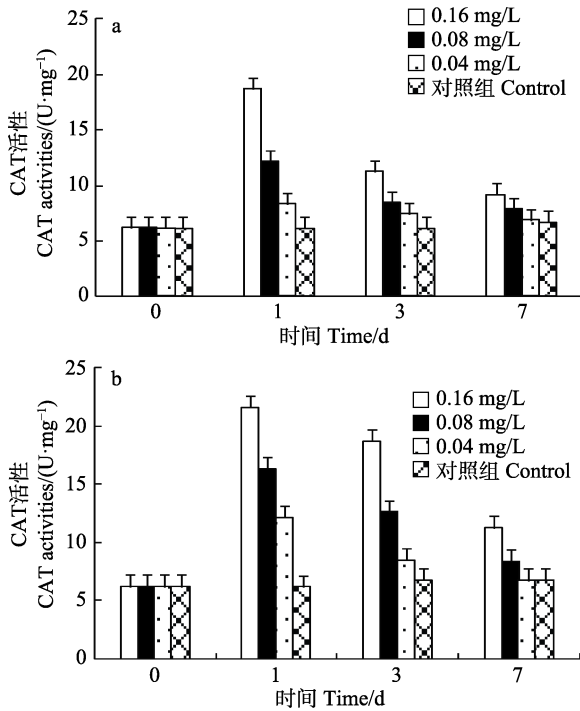 a
0.16 mg/L
0.08 mg/L
0.04 mg/L
对照组 Control
CAT活性
CAT activities/(U·mg⁻¹)
25
20
15
10
5
0
0 1 3 7
时间 Time/d
b
0.16 mg/L
0.08 mg/L
0.04 mg/L
对照组 Control
CAT活性
CAT activities/(U·mg⁻¹)
25
20
15
10
5
0
0 1 3 7
时间 Time/d